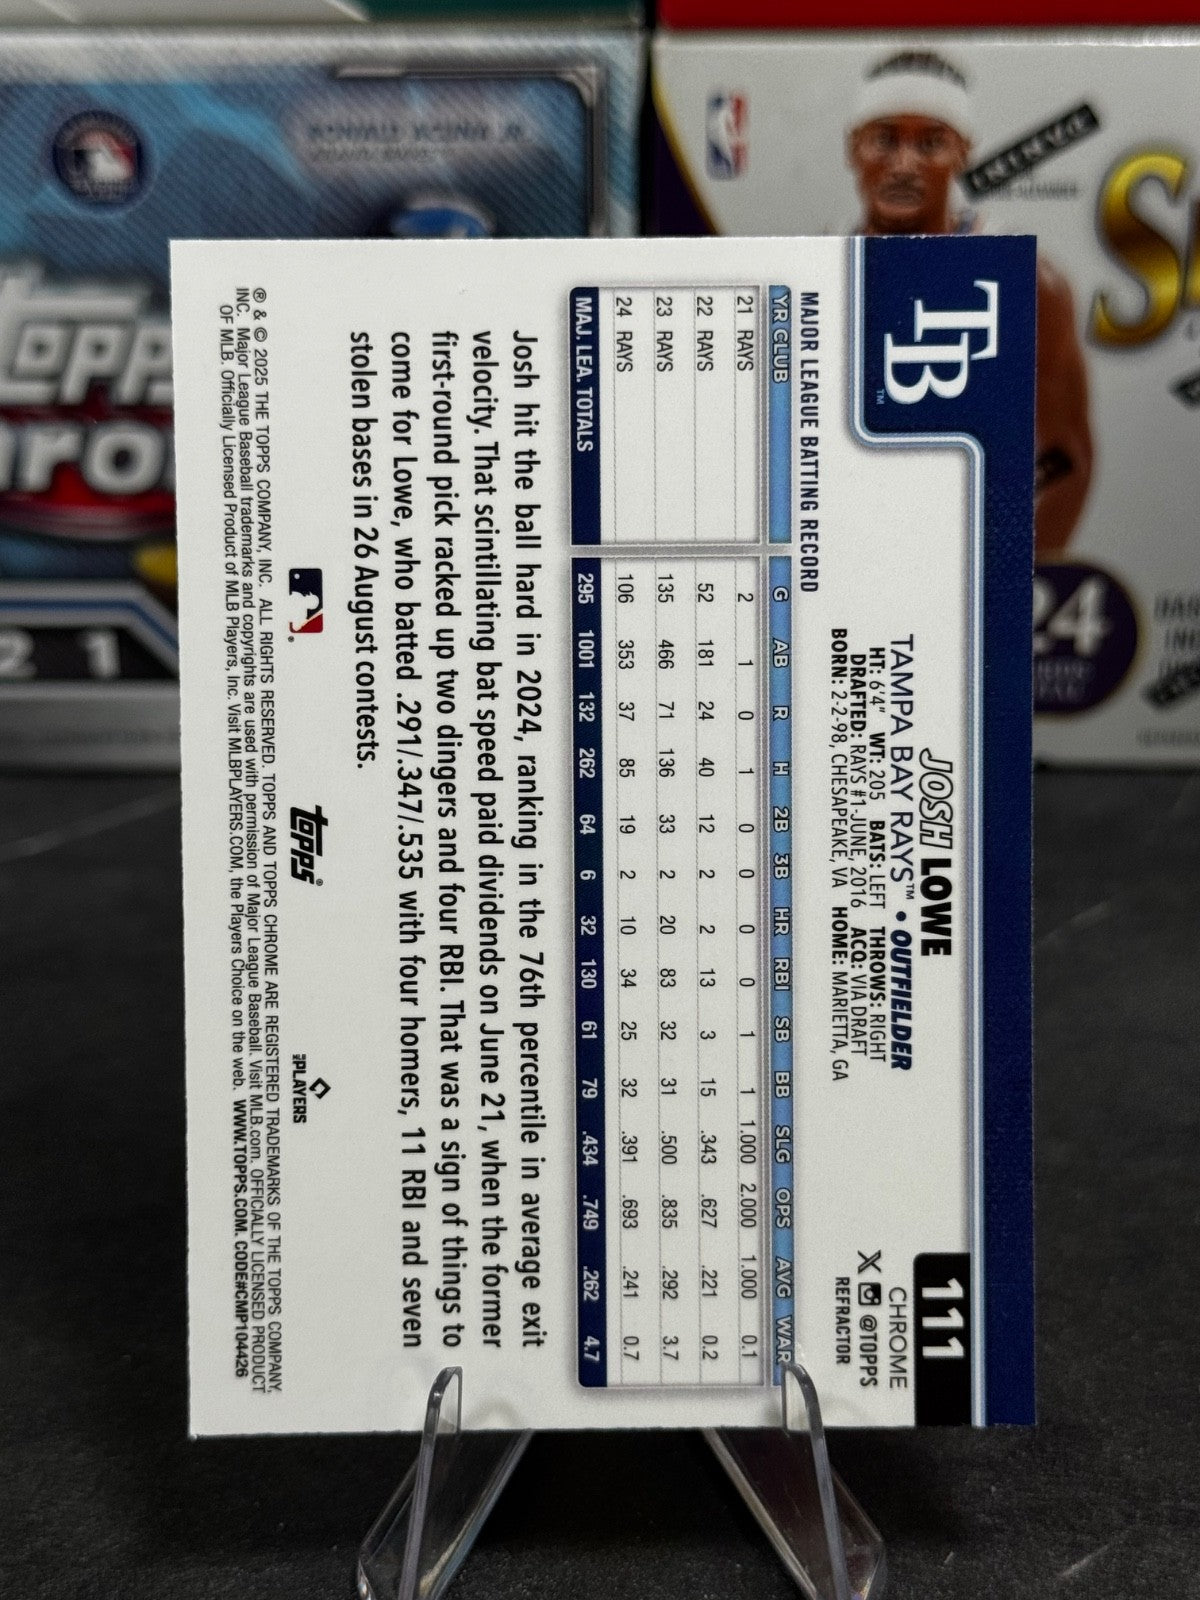 TB™
111
CHROME
@TOPPS
REFRACTOR
JOSH LOWE
TAMPA BAY RAYS™ • OUTFIELDER
HT: 6'4" WT: 205 BATS: LEFT THROWS: RIGHT
DRAFTED: RAYS #1-JUNE, 2016 ACQ: VIA DRAFT
BORN: 2-2-98, CHESAPEAKE, VA HOME: MARIETTA, GA
MAJOR LEAGUE BATTING RECORD
YR CLUB G AB R H 2B 3B HR RBI SB BB SLG OPS AVG WAR
21 RAYS 2 1 0 1 0 0 0 0 1 1 1.000 2.000 1.000 0.1
22 RAYS 52 181 24 40 12 2 2 13 3 15 .343 .627 .221 0.2
23 RAYS 135 466 71 136 33 2 20 83 32 31 .500 .835 .292 3.7
24 RAYS 106 353 37 85 19 2 10 34 25 32 .391 .693 .241 0.7
MAJ. LEA. TOTALS 295 1001 132 262 64 6 32 130 61 79 .434 .749 .262 4.7
Josh hit the ball hard in 2024, ranking in the 76th percentile in average exit
velocity. That scintillating bat speed paid dividends on June 21, when the former
first-round pick racked up two dingers and four RBI. That was a sign of things to
come for Lowe, who batted .291/.347/.535 with four homers, 11 RBI and seven
stolen bases in 26 August contests.
topps®
PLAYERS
® & © 2025 THE TOPPS COMPANY, INC. ALL RIGHTS RESERVED. TOPPS AND TOPPS CHROME ARE REGISTERED TRADEMARKS OF THE TOPPS COMPANY,
INC. Major League Baseball trademarks and copyrights are used with permission of Major League Baseball. Visit MLB.com. OFFICIALLY LICENSED PRODUCT
OF MLB. Officially Licensed Product of MLB Players, Inc. Visit MLBPLAYERS.COM, the Players Choice on the web. WWW.TOPPS.COM. CODE#CMP104426